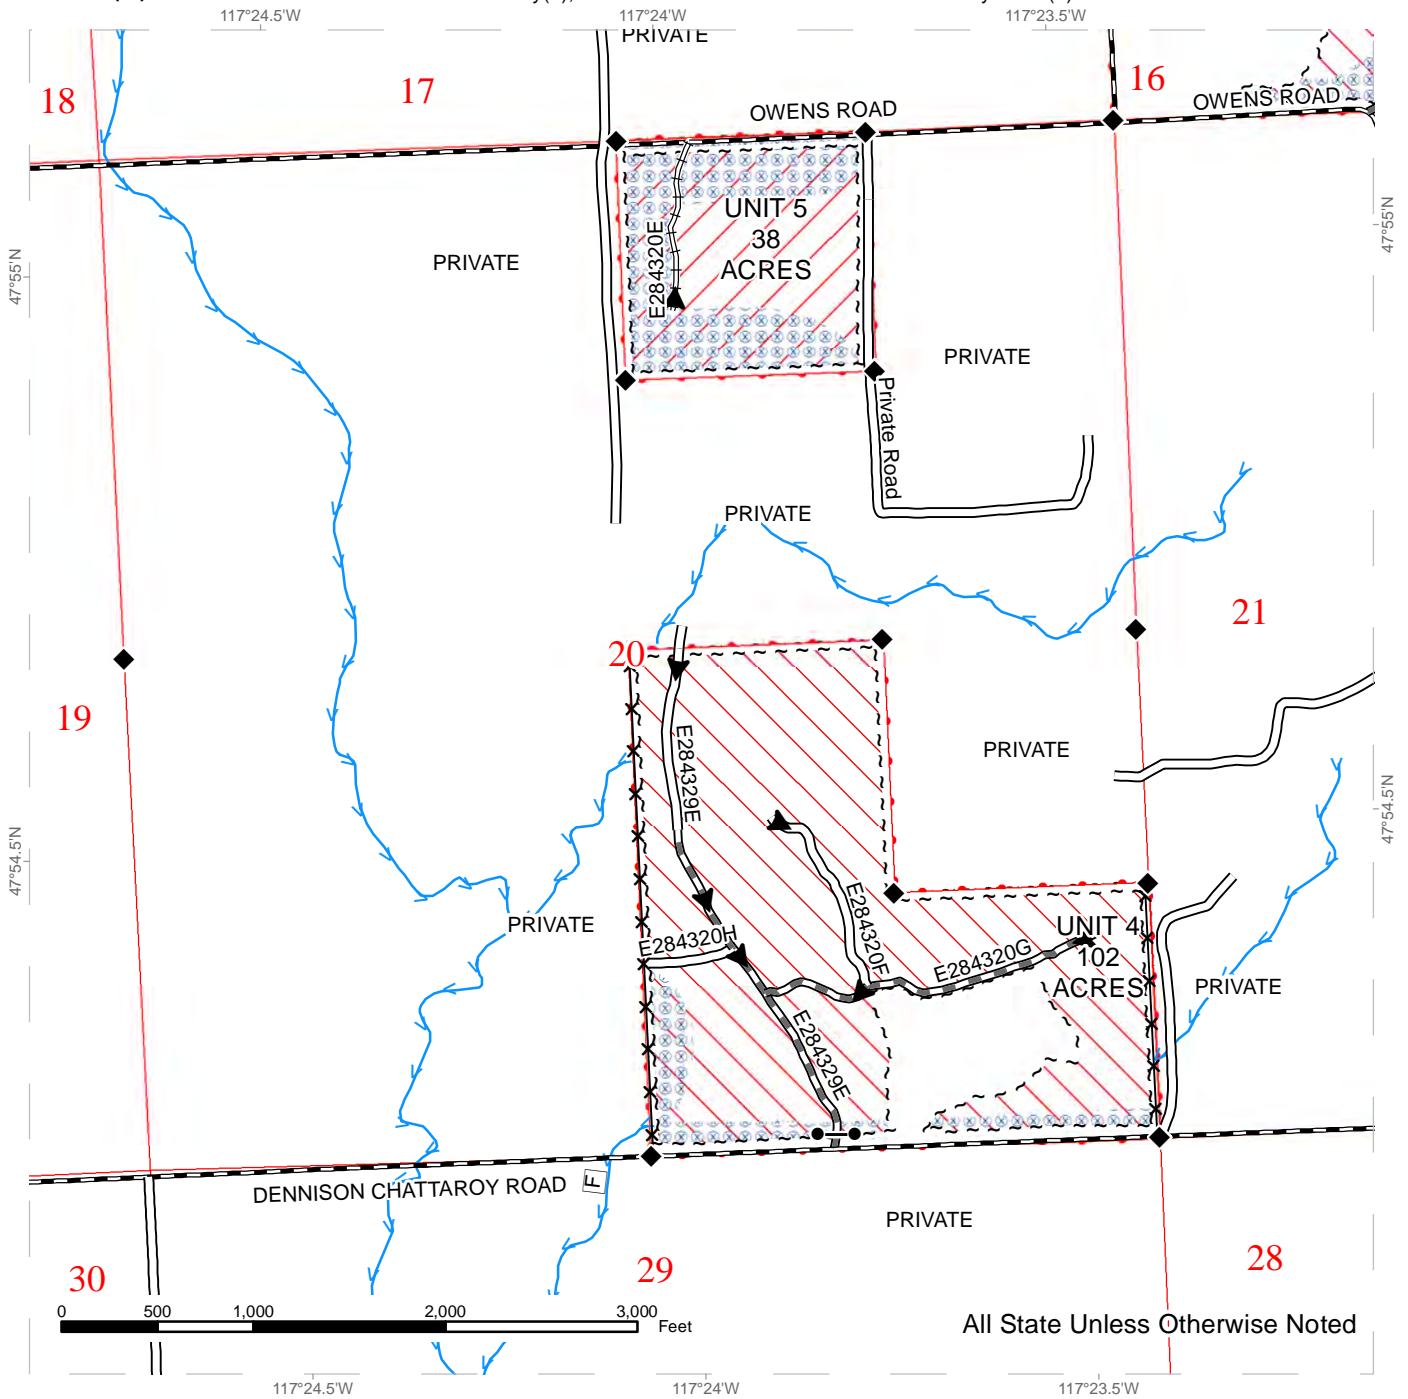 117°24.5'W
117°24'W
117°23.5'W
PRIVATE
18
17
16
OWENS ROAD
OWENS ROAD
47°55'N
47°55'N
UNIT 5
38
ACRES
E284320E
PRIVATE
PRIVATE
Private Road
PRIVATE
20
21
19
E284329E
PRIVATE
47°54.5'N
47°54.5'N
E284320F
PRIVATE
E284320H
E284320G
UNIT 4
102
ACRES
PRIVATE
E284329E
DENNISON CHATTAROY ROAD
F
PRIVATE
30
29
28
0
500
1,000
2,000
3,000
Feet
All State Unless Otherwise Noted
117°24.5'W
117°24'W
117°23.5'W